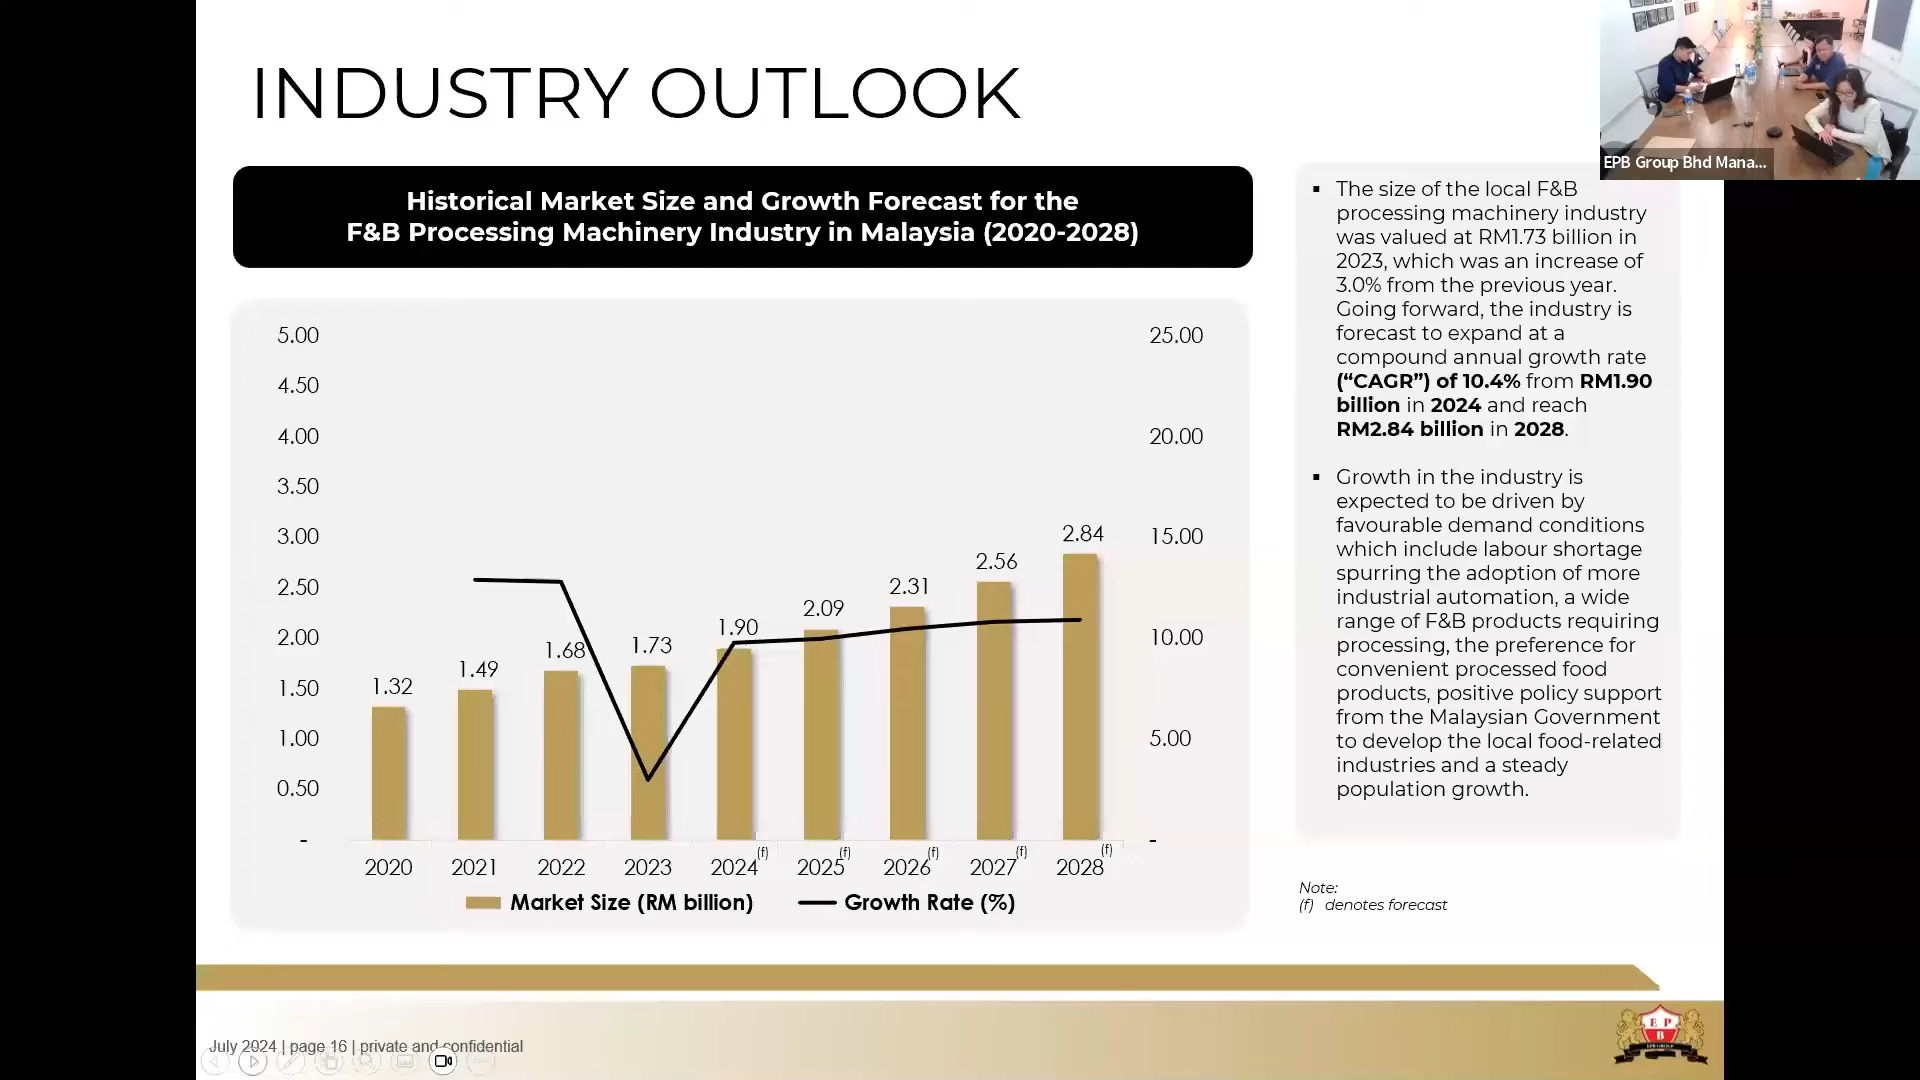 INDUSTRY OUTLOOK
EPB Group Bhd Mana...
Historical Market Size and Growth Forecast for the
F&B Processing Machinery Industry in Malaysia (2020-2028)
5.00
4.50
4.00
3.50
3.00
2.50
2.00
1.50
1.00
0.50
-
25.00
20.00
15.00
10.00
5.00
-
1.32
1.49
1.68
1.73
1.90
2.09
2.31
2.56
2.84
2020
2021
2022
2023
2024(f)
2025(f)
2026(f)
2027(f)
2028(f)
Market Size (RM billion)
Growth Rate (%)
▪ The size of the local F&B
processing machinery industry
was valued at RM1.73 billion in
2023, which was an increase of
3.0% from the previous year.
Going forward, the industry is
forecast to expand at a
compound annual growth rate
(“CAGR”) of 10.4% from RM1.90
billion in 2024 and reach
RM2.84 billion in 2028.
▪ Growth in the industry is
expected to be driven by
favourable demand conditions
which include labour shortage
spurring the adoption of more
industrial automation, a wide
range of F&B products requiring
processing, the preference for
convenient processed food
products, positive policy support
from the Malaysian Government
to develop the local food-related
industries and a steady
population growth.
Note:
(f) denotes forecast
July 2024 | page 16 | private and confidential
E P
B
EPB GROUP